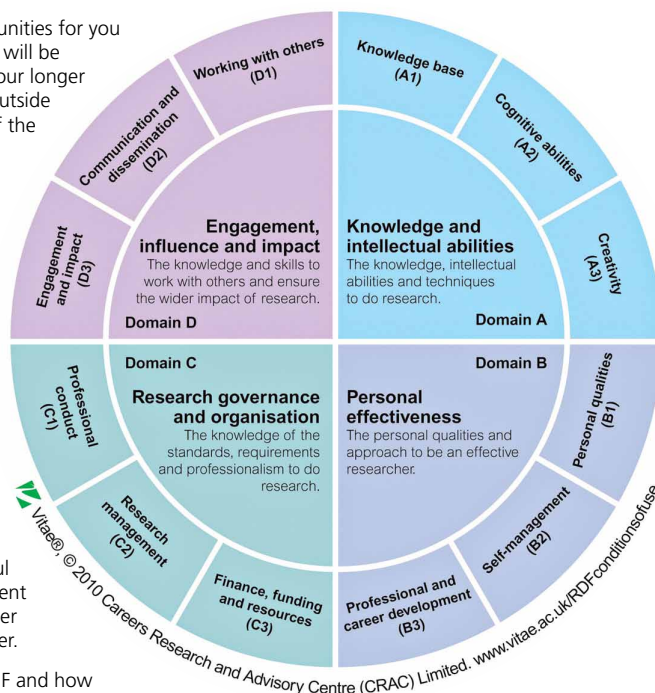 unities for you
will be
our longer
outside
f the
Working with others
(D1)
Knowledge base
(A1)
Communication and
dissemination
(D2)
Cognitive abilities
(A2)
Engagement
and impact
(D3)
Creativity
(A3)
Engagement,
influence and impact
The knowledge and skills to
work with others and ensure
the wider impact of research.
Domain D
Knowledge and
intellectual abilities
The knowledge, intellectual
abilities and techniques
to do research.
Domain A
Domain C
Research governance
and organisation
The knowledge of the
standards, requirements
and professionalism to do
research.
Domain B
Personal
effectiveness
The personal qualities and
approach to be an effective
researcher.
Professional
conduct
(C1)
Personal qualities
(B1)
Research
management
(C2)
Self-management
(B2)
Finance, funding
and resources
(C3)
Professional and
career development
(B3)
Vitae®, © 2010 Careers Research and Advisory Centre (CRAC) Limited. www.vitae.ac.uk/RDFconditionsofuse
ul
ent
er
er.
F and how